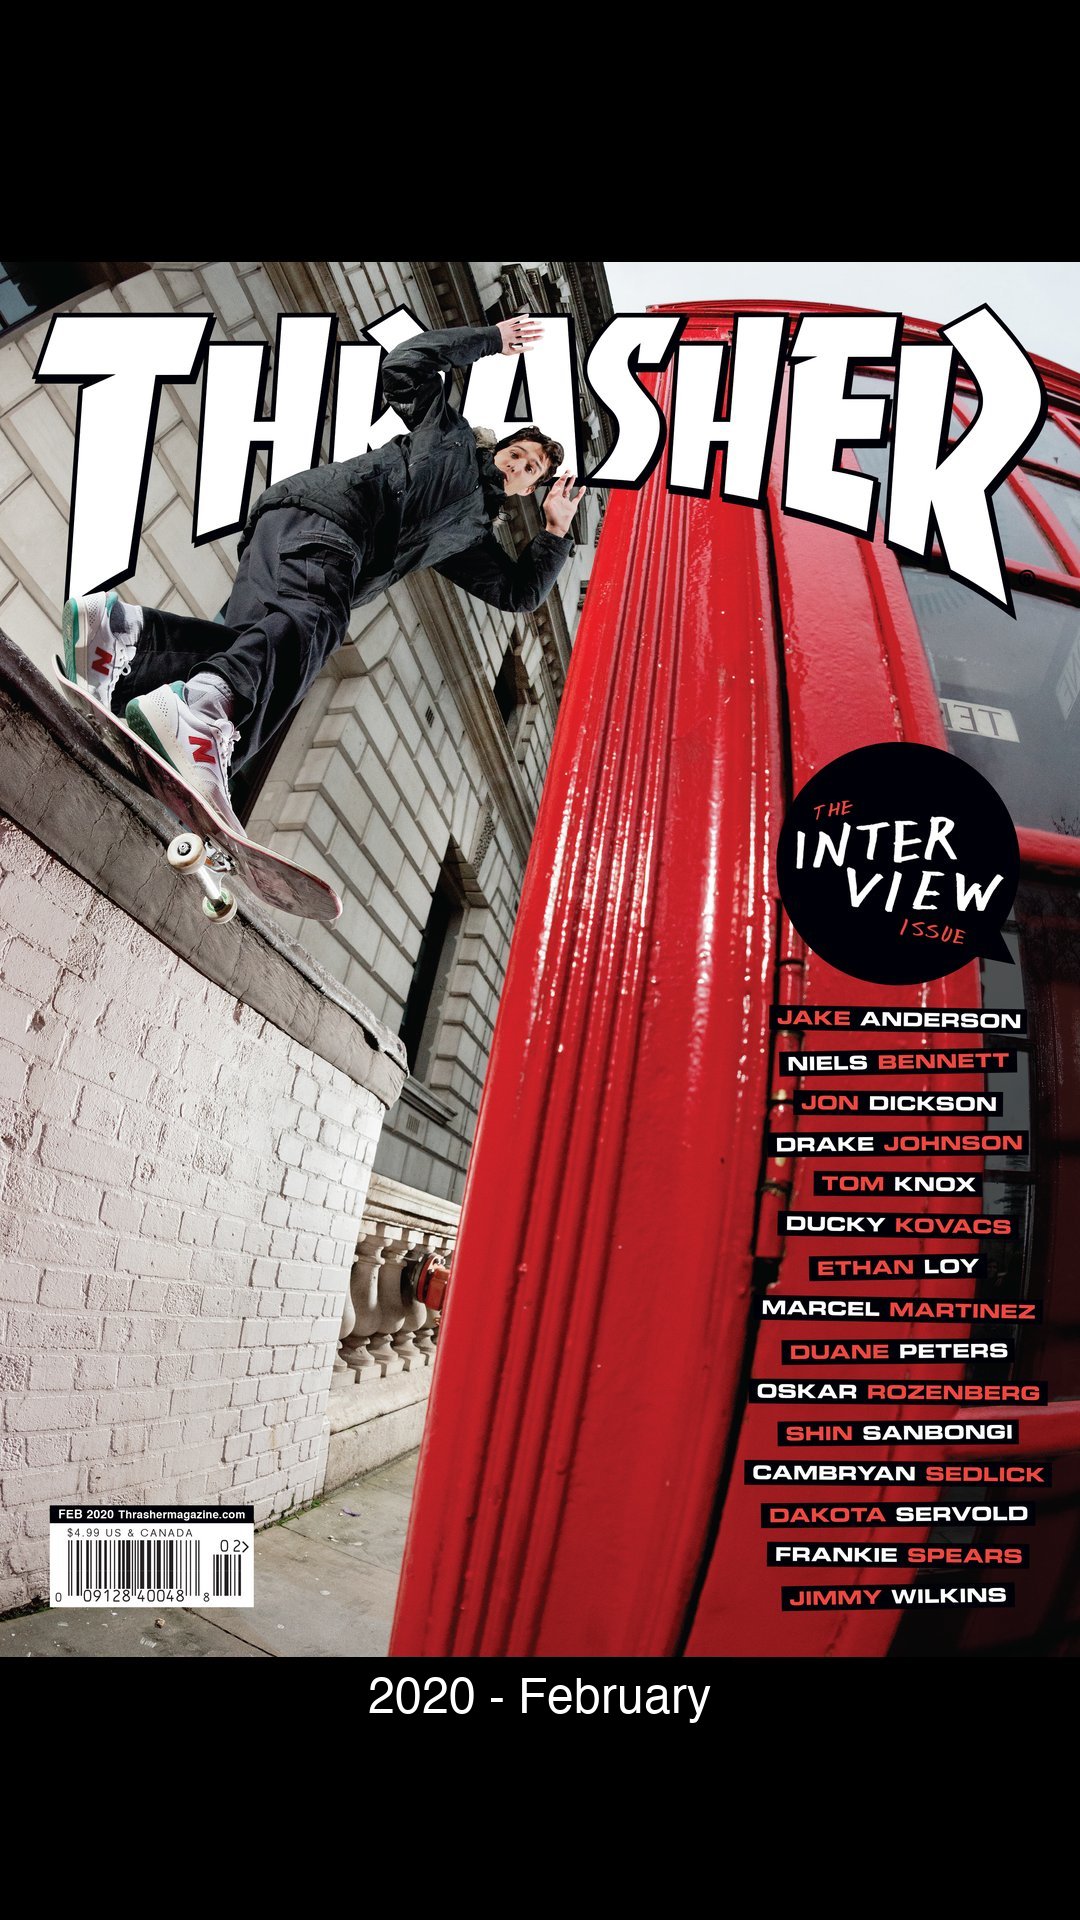 THRASHER
THE
INTER
VIEW
ISSUE
JAKE ANDERSON
NIELS BENNETT
JON DICKSON
DRAKE JOHNSON
TOM KNOX
DUCKY KOVACS
ETHAN LOY
MARCEL MARTINEZ
DUANE PETERS
OSKAR ROZENBERG
SHIN SANBONGI
CAMBRYAN SEDLICK
DAKOTA SERVOLD
FRANKIE SPEARS
JIMMY WILKINS
FEB 2020 Thrashermagazine.com
$4.99 US & CANADA
02>
0 09128 40048 8
N N
2020 - February